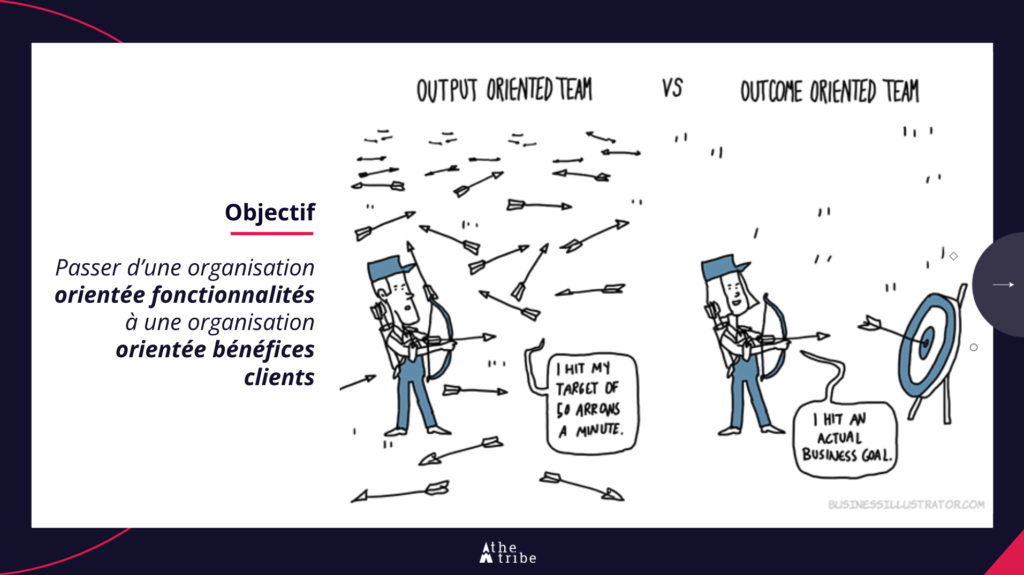 OUTPUT ORIENTED TEAM VS OUTCOME ORIENTED TEAM
Objectif
Passer d’une organisation
orientée fonctionnalités
à une organisation
orientée bénéfices
clients
I HIT MY
TARGET OF
50 ARROWS
A MINUTE.
I HIT AN
ACTUAL
BUSINESS GOAL.
BUSINESSILLUSTRATOR.COM
the
tribe